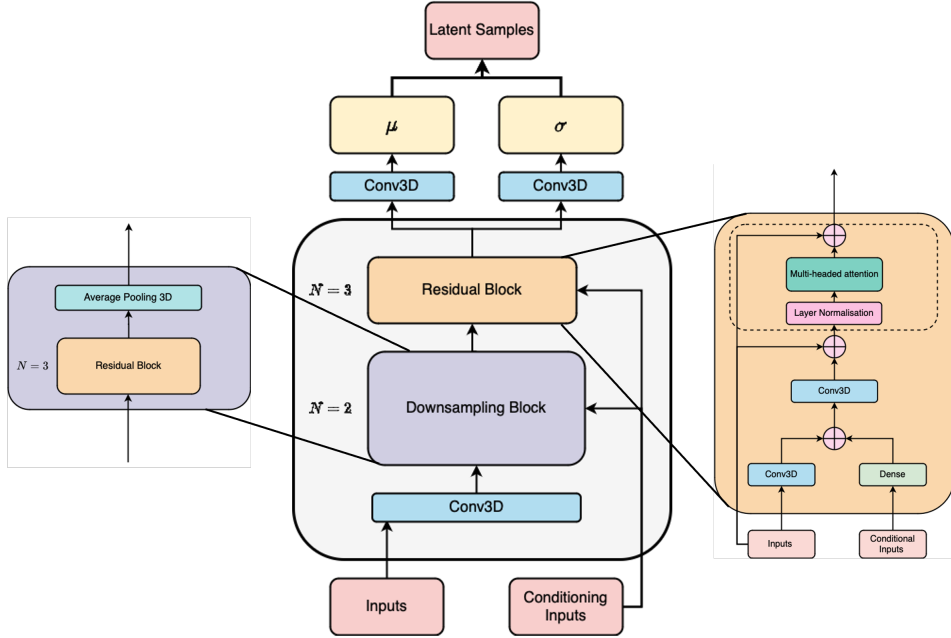 Latent Samples
μ
σ
Conv3D
Conv3D
N = 3
Residual Block
N = 2
Downsampling Block
Conv3D
Inputs
Conditioning
Inputs
Average Pooling 3D
N = 3
Residual Block
Multi-headed attention
Layer Normalisation
Conv3D
Conv3D
Dense
Inputs
Conditional
Inputs